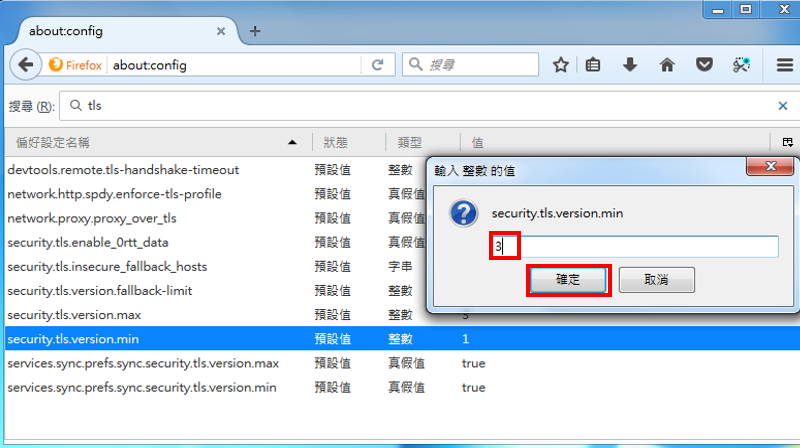 about:config
Firefox about:config 搜尋
搜尋 (R): tls
偏好設定名稱 狀態 類型 值
devtools.remote.tls-handshake-timeout 預設值 整數
network.http.spdy.enforce-tls-profile 預設值 真假值
network.proxy.proxy_over_tls 預設值 真假值
security.tls.enable_0rtt_data 預設值 真假值
security.tls.insecure_fallback_hosts 預設值 字串
security.tls.version.fallback-limit 預設值 整數
security.tls.version.max 預設值 整數
security.tls.version.min 預設值 整數 1
services.sync.prefs.sync.security.tls.version.max 預設值 真假值 true
services.sync.prefs.sync.security.tls.version.min 預設值 真假值 true
輸入 整數 的值
security.tls.version.min
3
確定 取消